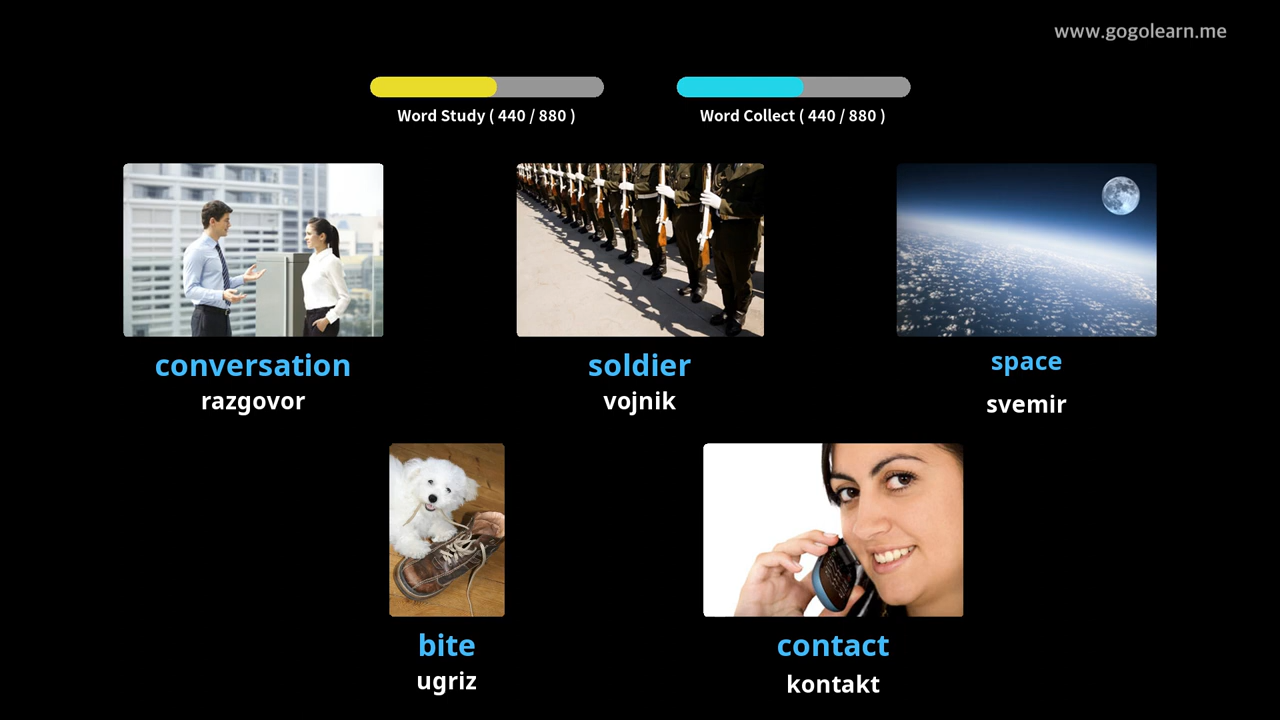 www.gogolearn.me
Word Study ( 440 / 880 )
Word Collect ( 440 / 880 )
conversation
razgovor
soldier
vojnik
space
svemir
bite
ugriz
contact
kontakt